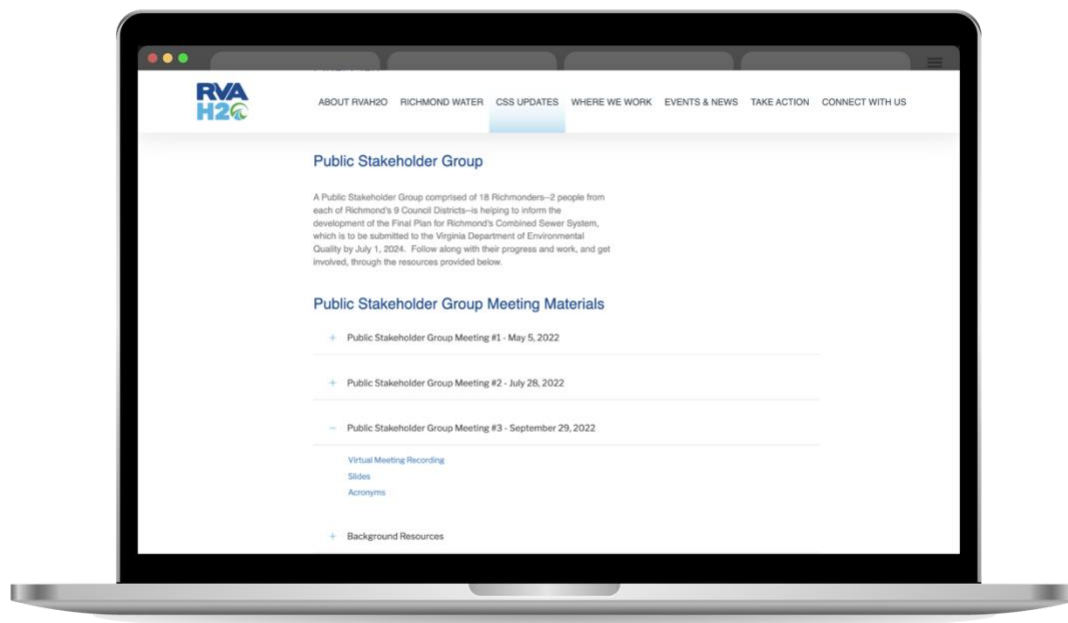 RVA
H2O
ABOUT RVAH2O RICHMOND WATER CSS UPDATES WHERE WE WORK EVENTS & NEWS TAKE ACTION CONNECT WITH US
Public Stakeholder Group
A Public Stakeholder Group comprised of 18 Richmonders--2 people from
each of Richmond's 9 Council Districts--is helping to inform the
development of the Final Plan for Richmond's Combined Sewer System,
which is to be submitted to the Virginia Department of Environmental
Quality by July 1, 2024. Follow along with their progress and work, and get
involved, through the resources provided below.
Public Stakeholder Group Meeting Materials
+ Public Stakeholder Group Meeting #1 - May 5, 2022
+ Public Stakeholder Group Meeting #2 - July 28, 2022
− Public Stakeholder Group Meeting #3 - September 29, 2022
Virtual Meeting Recording
Slides
Acronyms
+ Background Resources